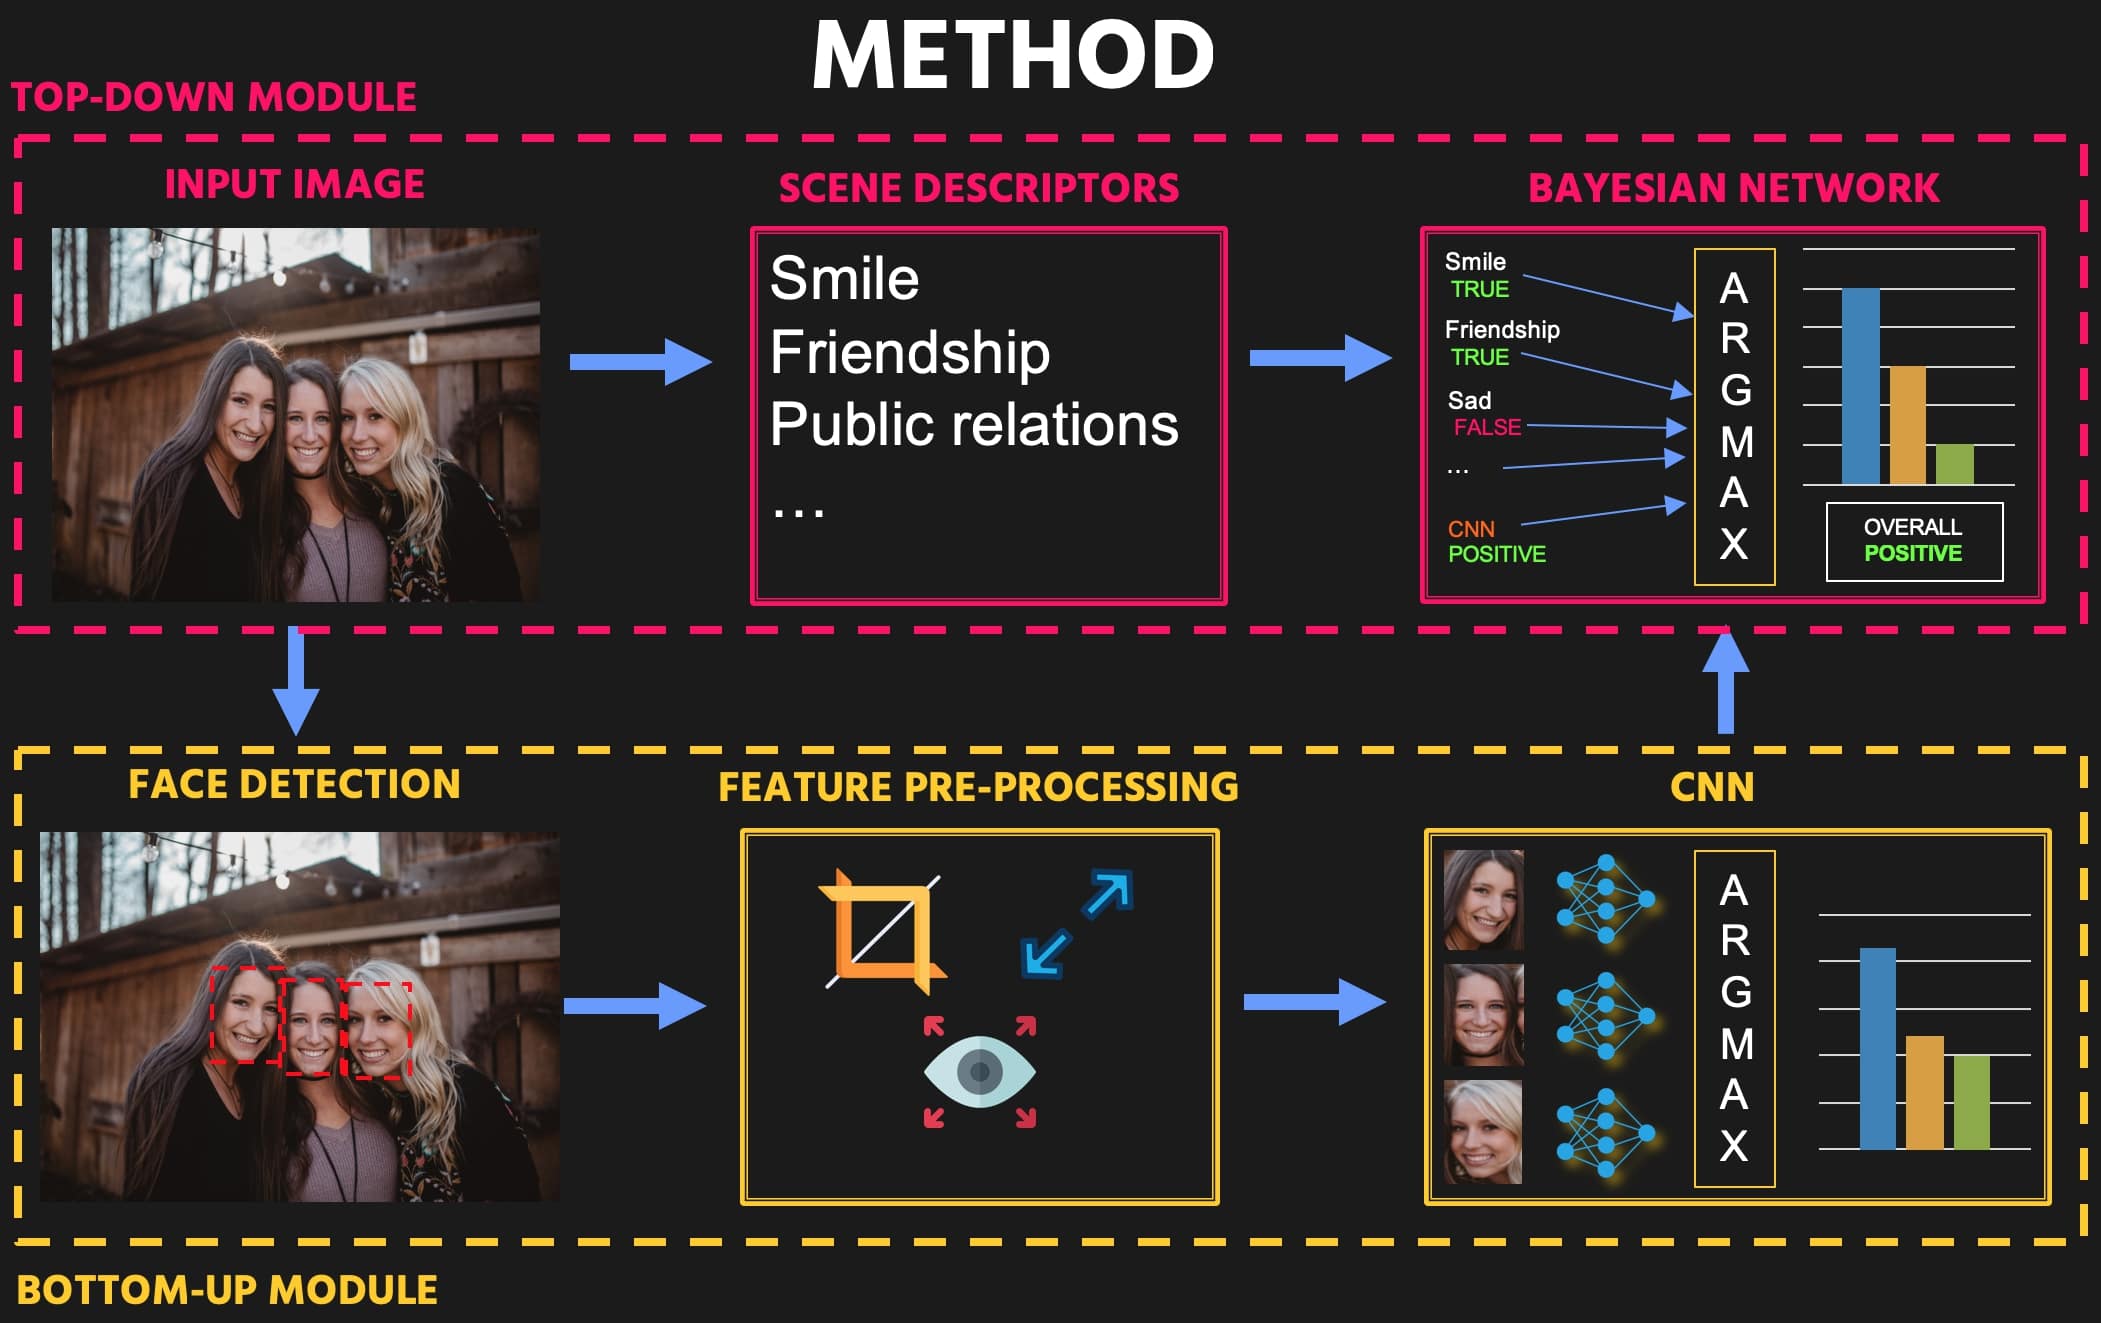 METHOD
TOP-DOWN MODULE
INPUT IMAGE
SCENE DESCRIPTORS
Smile
Friendship
Public relations
...
BAYESIAN NETWORK
Smile
TRUE
Friendship
TRUE
Sad
FALSE
...
CNN
POSITIVE
A
R
G
M
A
X
OVERALL
POSITIVE
FACE DETECTION
FEATURE PRE-PROCESSING
CNN
A
R
G
M
A
X
BOTTOM-UP MODULE